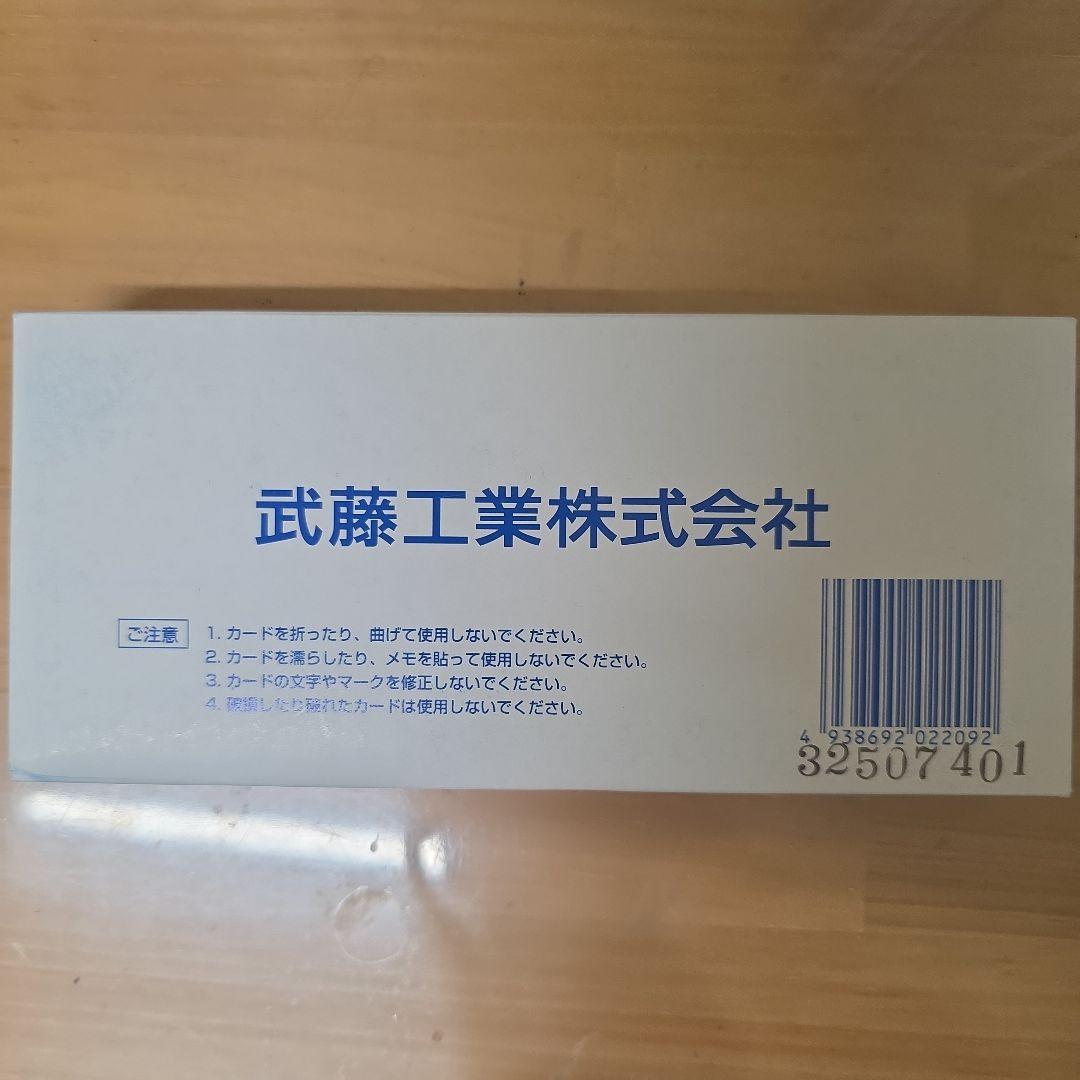 武藤工業株式会社
ご注意
1. カードを折ったり、曲げて使用しないでください。
2. カードを濡らしたり、メモを貼って使用しないでください。
3. カードの文字やマークを修正しないでください。
4. 破損したり破れたカードは使用しないでください。
4 938692 022092
32507401